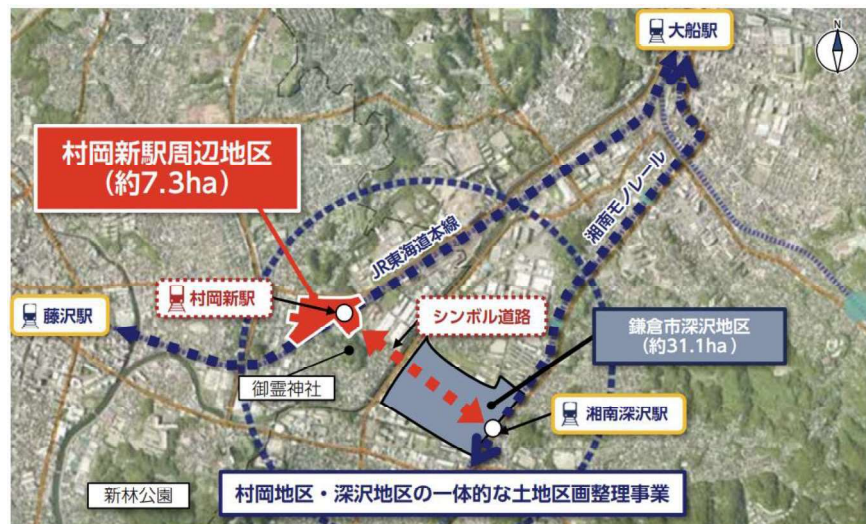 大船駅
村岡新駅周辺地区
(約7.3ha)
JR東海道本線
湘南モノレール
村岡新駅
藤沢駅
シンボル道路
鎌倉市深沢地区
(約31.1ha)
御霊神社
湘南深沢駅
村岡地区・深沢地区の一体的な土地区画整理事業
新林公園